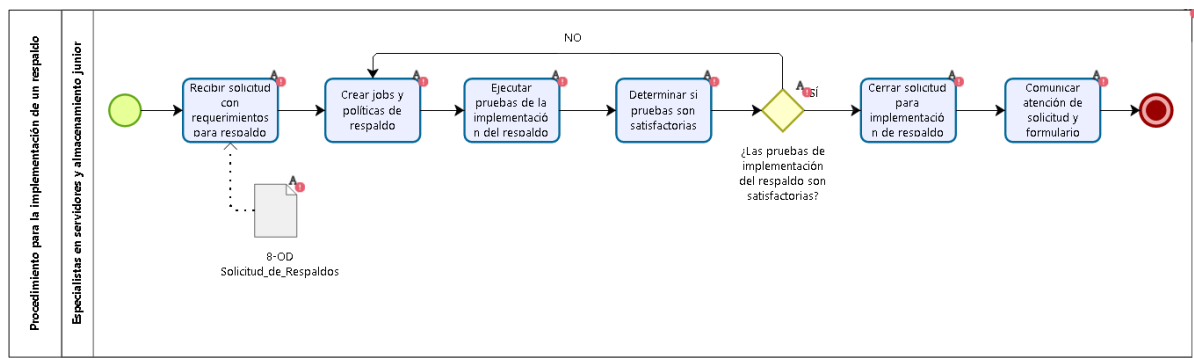 Procedimiento para la implementación de un respaldo
Especialistas en servidores y almacenamiento junior
NO
Recibir solicitud
con
requerimientos
para respaldo
Crear jobs y
políticas de
respaldo
Ejecutar
pruebas de la
implementació
n del respaldo
Determinar si
pruebas son
satisfactorias
SÍ
¿Las pruebas de
implementación
del respaldo son
satisfactorias?
Cerrar solicitud
para
implementació
n de respaldo
Comunicar
atención de
solicitud y
formulario
8-OD
Solicitud_de_Respaldos